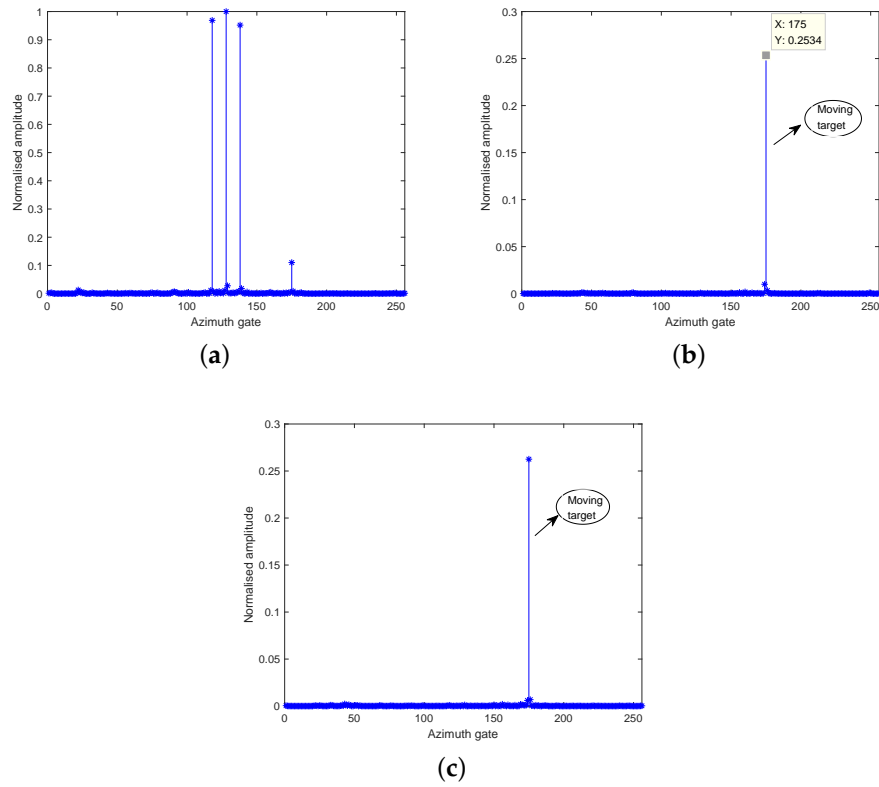 1
0.9
0.8
0.7
0.6
0.5
0.4
0.3
0.2
0.1
0
Normalised amplitude
0 50 100 150 200 250
Azimuth gate
(a)
0.3
0.25
0.2
0.15
0.1
0.05
0
Normalised amplitude
X: 175
Y: 0.2534
Moving
target
0 50 100 150 200 250
Azimuth gate
(b)
0.3
0.25
0.2
0.15
0.1
0.05
0
Normalised amplitude
Moving
target
0 50 100 150 200 250
Azimuth gate
(c)